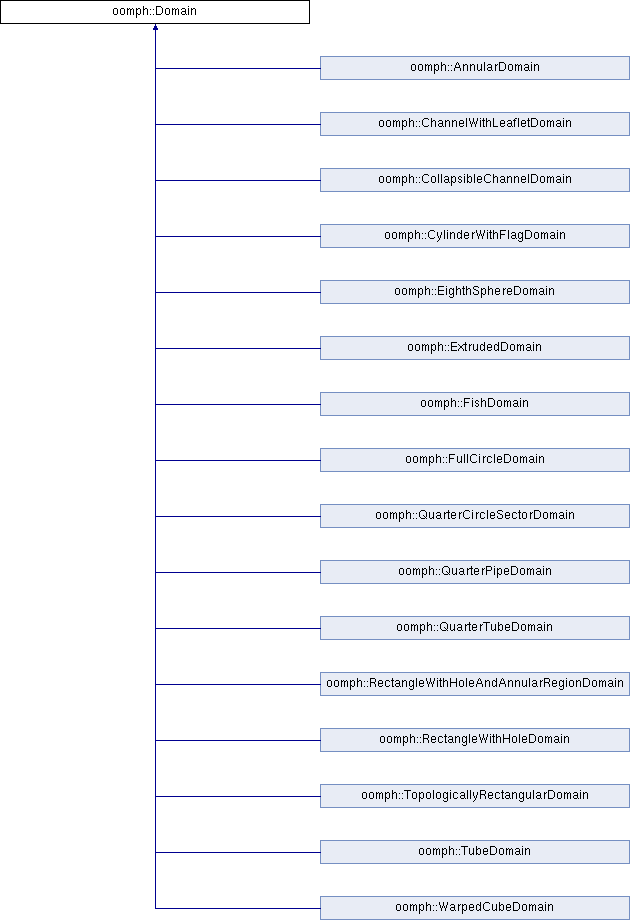 oomph::Domain
oomph::AnnularDomain
oomph::ChannelWithLeafletDomain
oomph::CollapsibleChannelDomain
oomph::CylinderWithFlagDomain
oomph::EighthSphereDomain
oomph::ExtrudedDomain
oomph::FishDomain
oomph::FullCircleDomain
oomph::QuarterCircleSectorDomain
oomph::QuarterPipeDomain
oomph::QuarterTubeDomain
oomph::RectangleWithHoleAndAnnularRegionDomain
oomph::RectangleWithHoleDomain
oomph::TopologicallyRectangularDomain
oomph::TubeDomain
oomph::WarpedCubeDomain